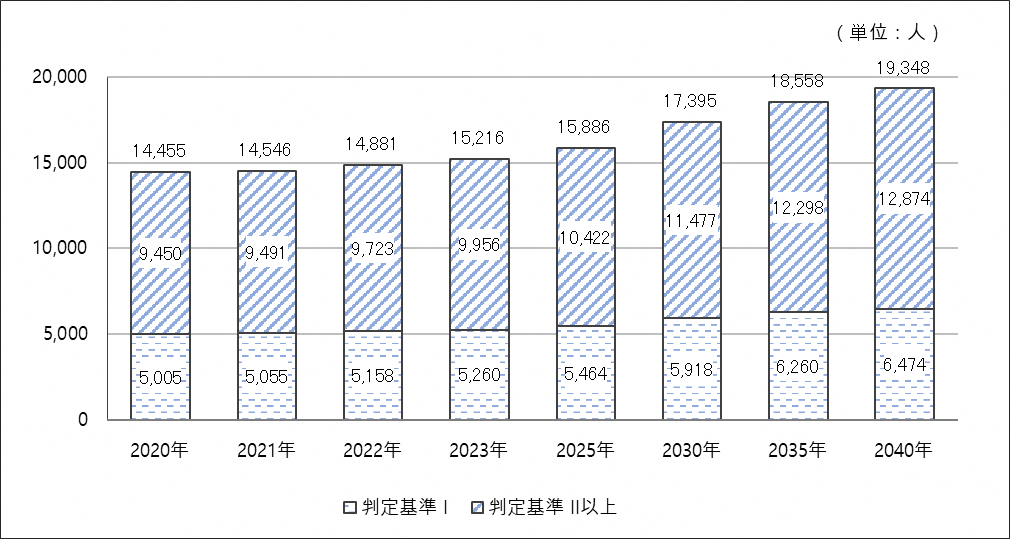 （単位：人）
20,000
15,000
10,000
5,000
0
14,455 14,546 14,881 15,216 15,886 17,395 18,558 19,348
9,450 9,491 9,723 9,956 10,422 11,477 12,298 12,874
5,005 5,055 5,158 5,260 5,464 5,918 6,260 6,474
2020年 2021年 2022年 2023年 2025年 2030年 2035年 2040年
判定基準Ⅰ 判定基準Ⅱ以上